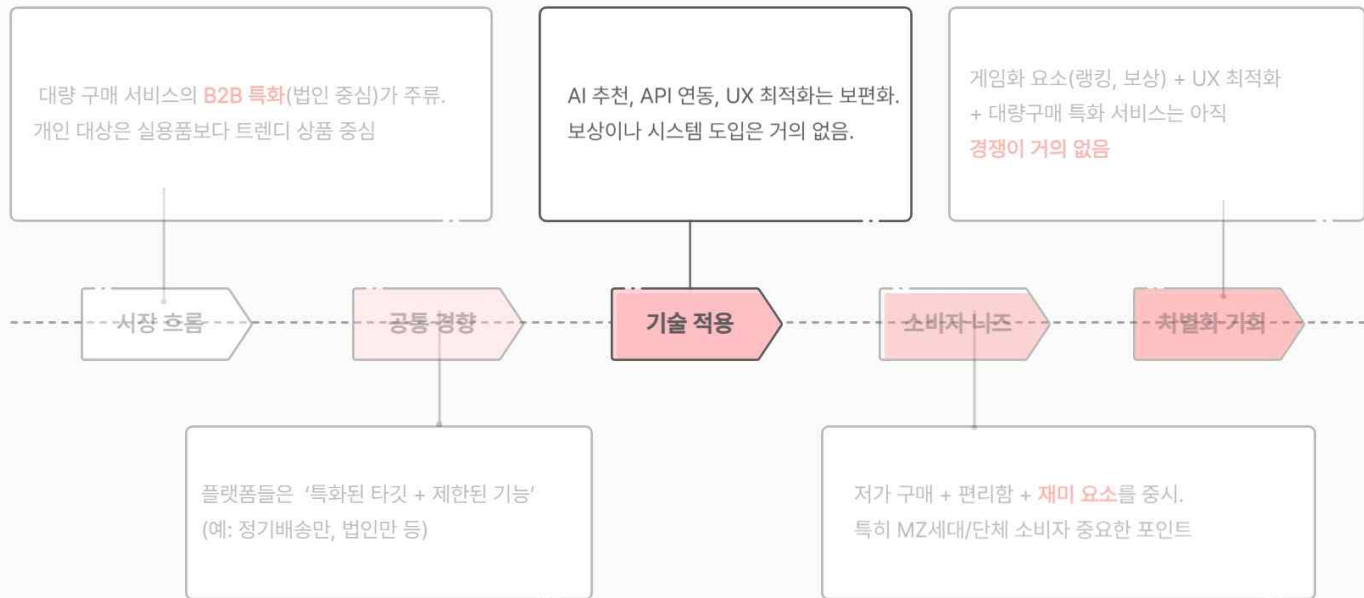 대량 구매 서비스의 B2B 특화(법인 중심)가 주류.
개인 대상은 실용품보다 트렌디 상품 중심
AI 추천, API 연동, UX 최적화는 보편화.
보상이나 시스템 도입은 거의 없음.
게임화 요소(랭킹, 보상) + UX 최적화
+ 대량구매 특화 서비스는 아직
경쟁이 거의 없음
시장 흐름
공통 경향
기술 적용
소비자 니즈
차별화 기회
플랫폼들은 ‘특화된 타깃 + 제한된 기능’
(예: 정기배송만, 법인만 등)
저가 구매 + 편리함 + 재미 요소를 중시.
특히 MZ세대/단체 소비자 중요한 포인트